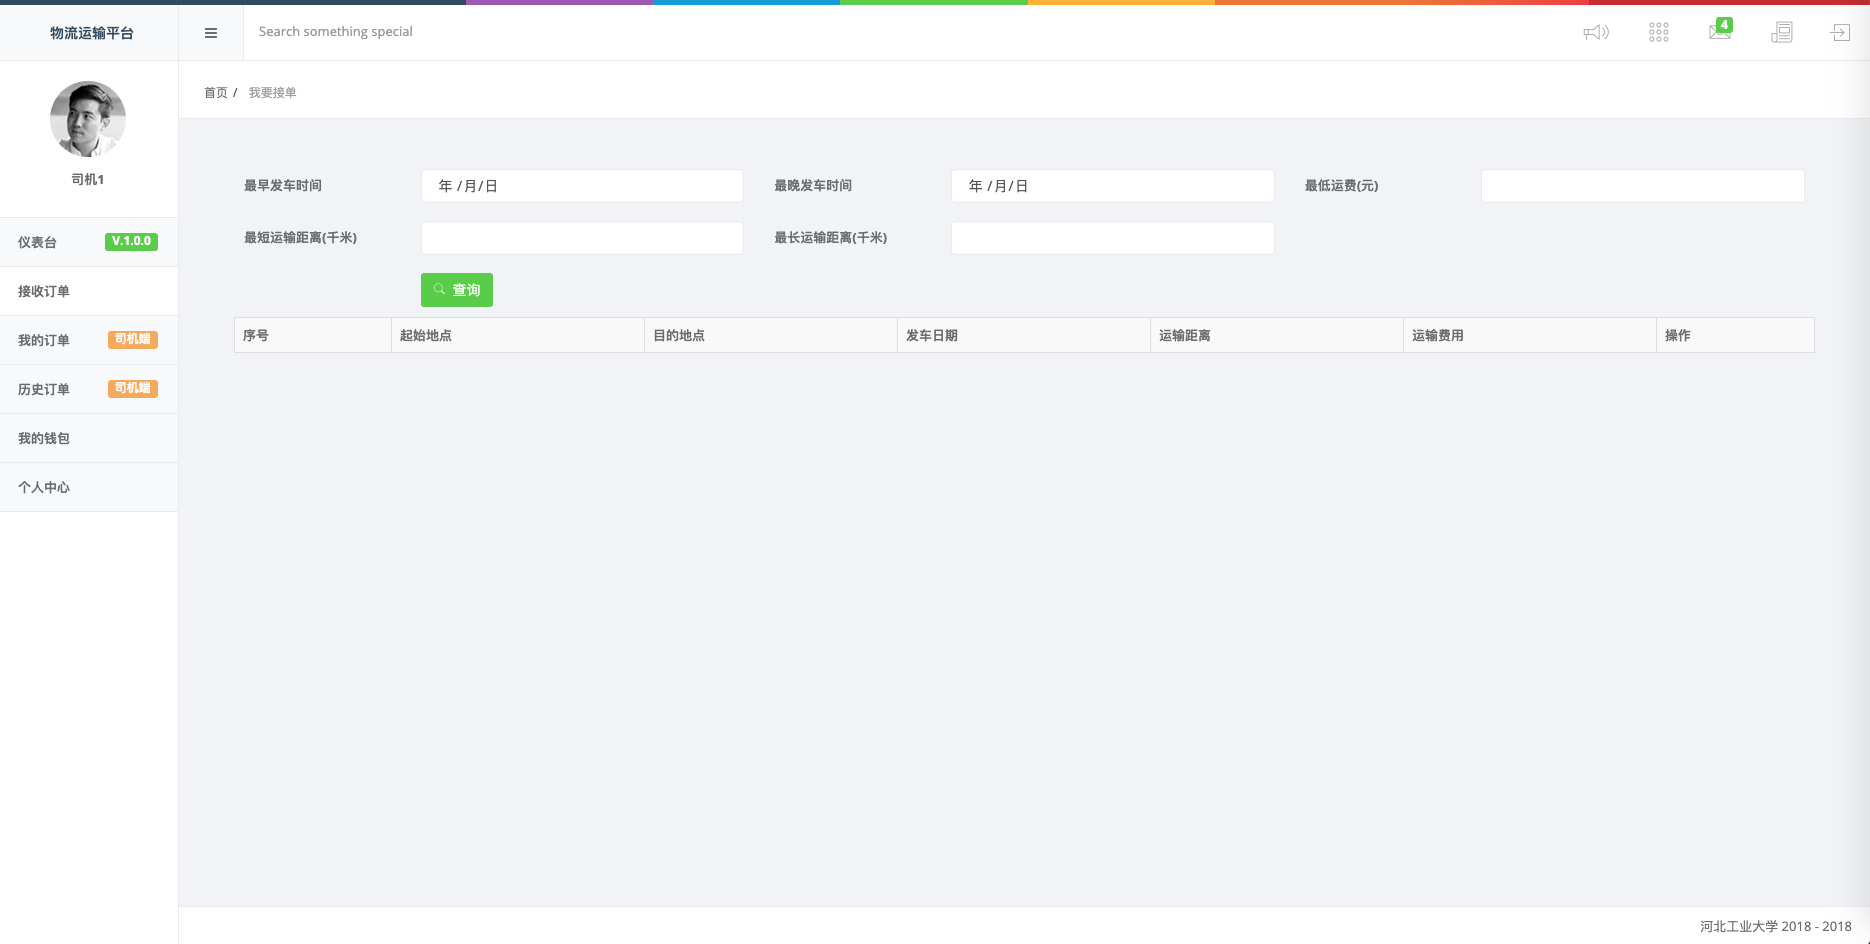 物流运输平台
Search something special
4
首页 / 我要接单
司机1
仪表台 V.1.0.0
接收订单
我的订单 司机端
历史订单 司机端
我的钱包
个人中心
最早发车时间 年 /月/日 最晚发车时间 年 /月/日 最低运费(元)
最短运输距离(千米) 最长运输距离(千米)
查询
序号 起始地点 目的地点 发车日期 运输距离 运输费用 操作
河北工业大学 2018 - 2018